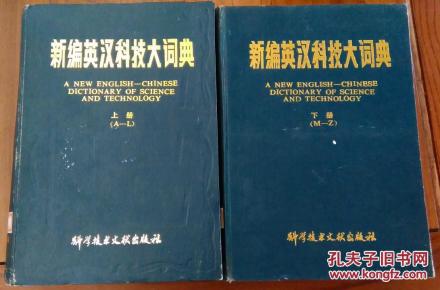 新编英汉科技大词典
A NEW ENGLISH—CHINESE
DICTIONARY OF SCIENCE
AND TECHNOLOGY
上册
(A—L)
科学技术文献出版社
新编英汉科技大词典
A NEW ENGLISH—CHINESE
DICTIONARY OF SCIENCE
AND TECHNOLOGY
下册
(M—Z)
科学技术文献出版社
孔夫子旧书网
www.kongfz.com